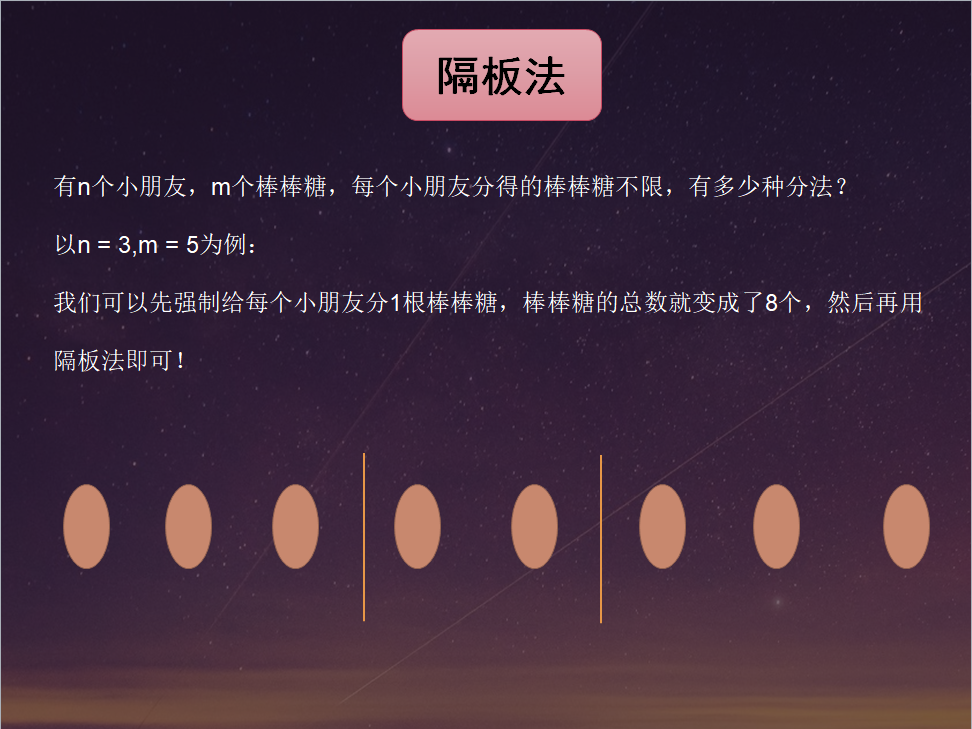 隔板法
有n个小朋友，m个棒棒糖，每个小朋友分得的棒棒糖不限，有多少种分法？
以n = 3,m = 5为例：
我们可以先强制给每个小朋友分1根棒棒糖，棒棒糖的总数就变成了8个，然后再用
隔板法即可！